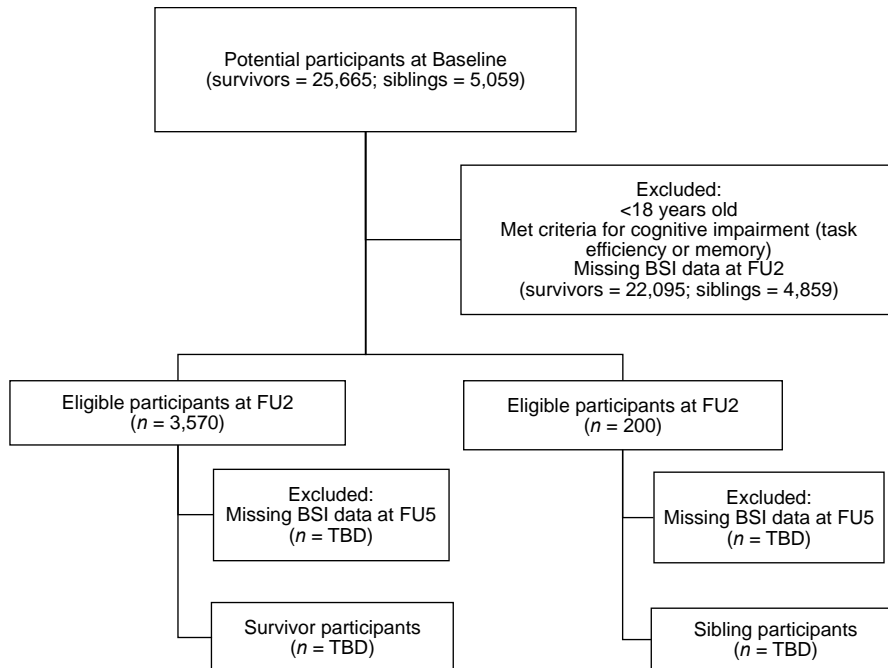 Potential participants at Baseline
(survivors = 25,665; siblings = 5,059)
Excluded:
<18 years old
Met criteria for cognitive impairment (task
efficiency or memory)
Missing BSI data at FU2
(survivors = 22,095; siblings = 4,859)
Eligible participants at FU2
(n = 3,570)
Eligible participants at FU2
(n = 200)
Excluded:
Missing BSI data at FU5
(n = TBD)
Excluded:
Missing BSI data at FU5
(n = TBD)
Survivor participants
(n = TBD)
Sibling participants
(n = TBD)